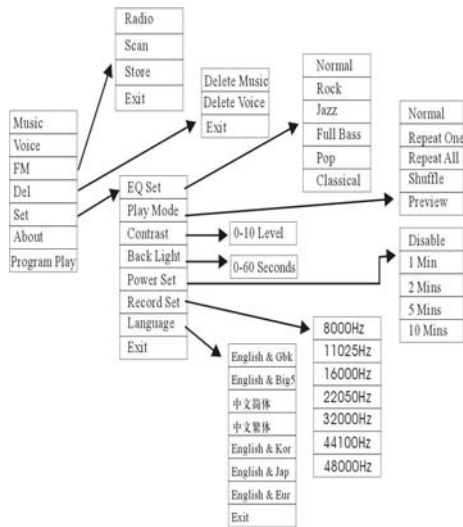 Radio
Scan
Store
Exit
Delete Music
Delete Voice
Exit
Normal
Rock
Jazz
Full Bass
Pop
Classical
Normal
Repeat One
Repeat All
Shuffle
Preview
Music
Voice
FM
Del
Set
About
Program Play
EQ Set
Play Mode
Contrast
Back Light
Power Set
Record Set
Language
Exit
0-10 Level
0-60 Seconds
Disable
1 Min
2 Mins
5 Mins
10 Mins
8000Hz
11025Hz
16000Hz
22050Hz
32000Hz
44100Hz
48000Hz
English & Gbk
English & Big5
中文简体
中文繁体
English & Kor
English & Jap
English & Eur
Exit